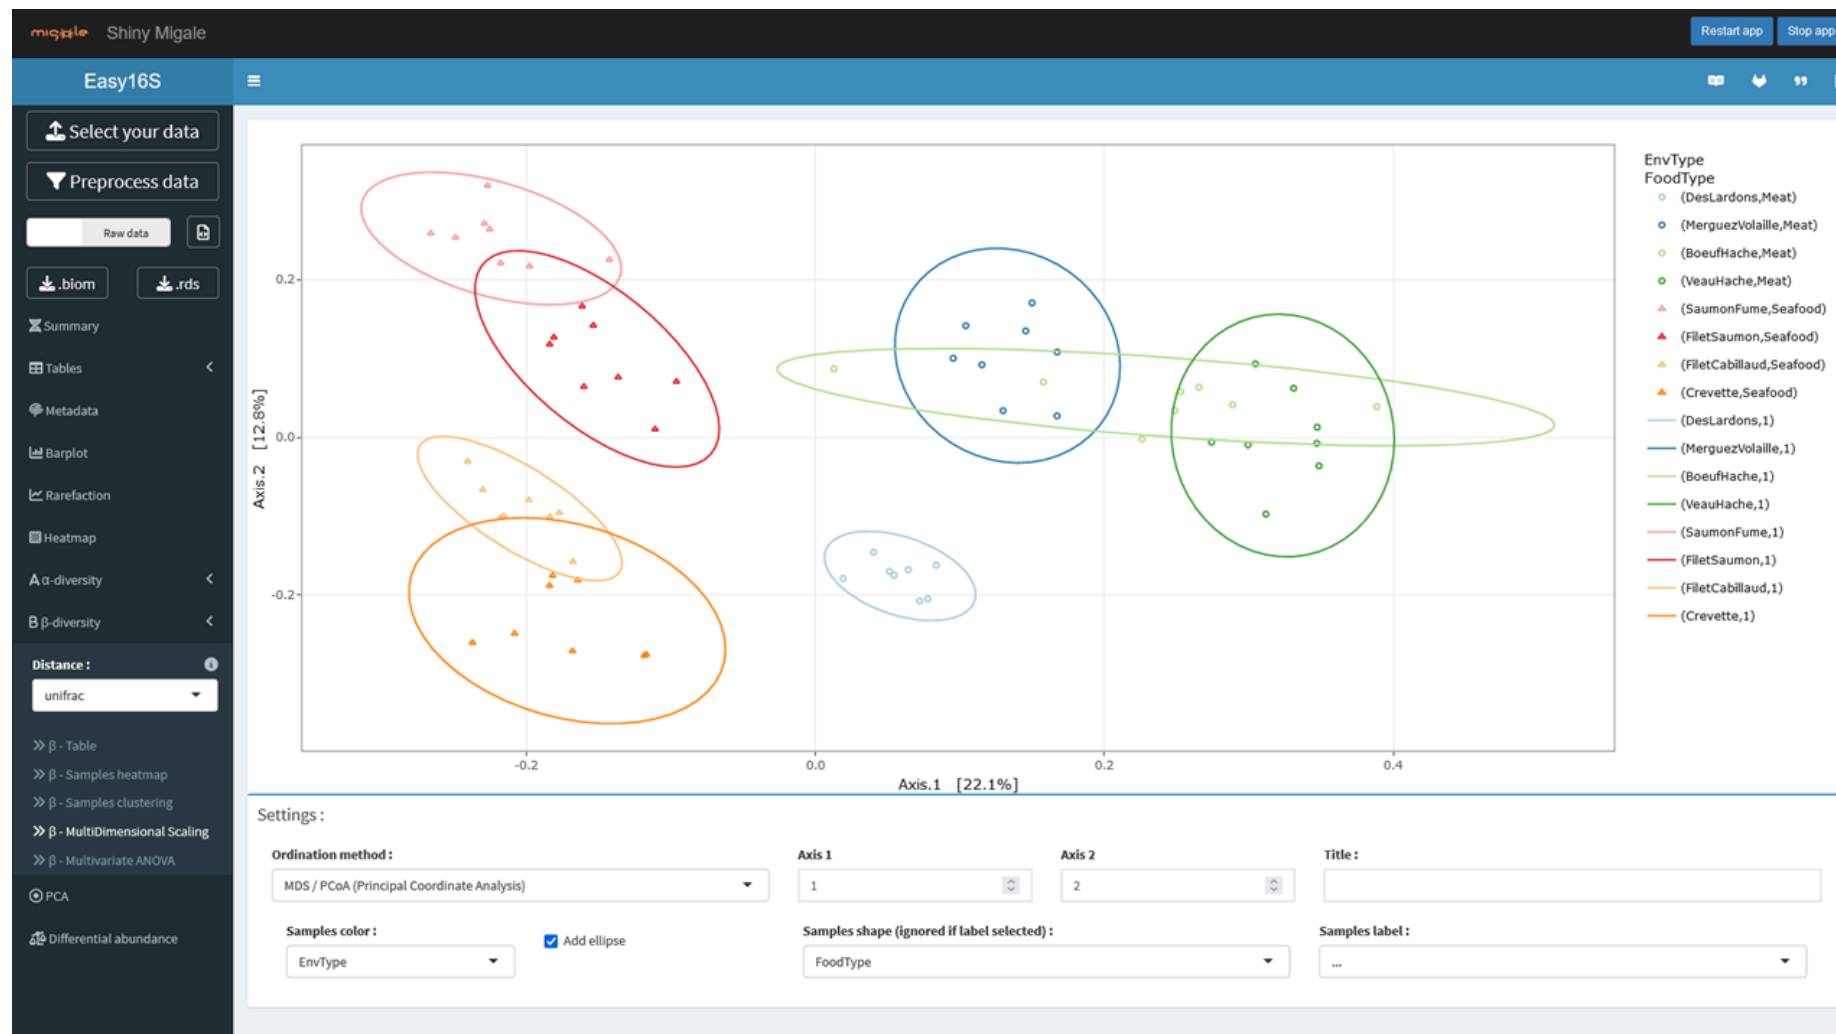 migale Shiny Migale
Restart app
Stop app
Easy16S
Select your data
Preprocess data
Raw data
.biom
.rds
Summary
Tables
Metadata
Barplot
Rarefaction
Heatmap
A α-diversity
B β-diversity
Distance :
unifrac
β - Table
β - Samples heatmap
β - Samples clustering
β - MultiDimensional Scaling
β - Multivariate ANOVA
PCA
Differential abundance
Axis.2 [12.8%]
0.2
0.0
-0.2
-0.2
0.0
0.2
0.4
Axis.1 [22.1%]
EnvType
FoodType
(DesLardons,Meat)
(MerguezVolaille,Meat)
(BoeufHache,Meat)
(VeauHache,Meat)
(SaumonFume,Seafood)
(FiletSaumon,Seafood)
(FiletCabillaud,Seafood)
(Crevette,Seafood)
(DesLardons,1)
(MerguezVolaille,1)
(BoeufHache,1)
(VeauHache,1)
(SaumonFume,1)
(FiletSaumon,1)
(FiletCabillaud,1)
(Crevette,1)
Settings :
Ordination method :
MDS / PCoA (Principal Coordinate Analysis)
Axis 1
1
Axis 2
2
Title :
Samples color :
EnvType
Add ellipse
Samples shape (ignored if label selected) :
FoodType
Samples label :
...